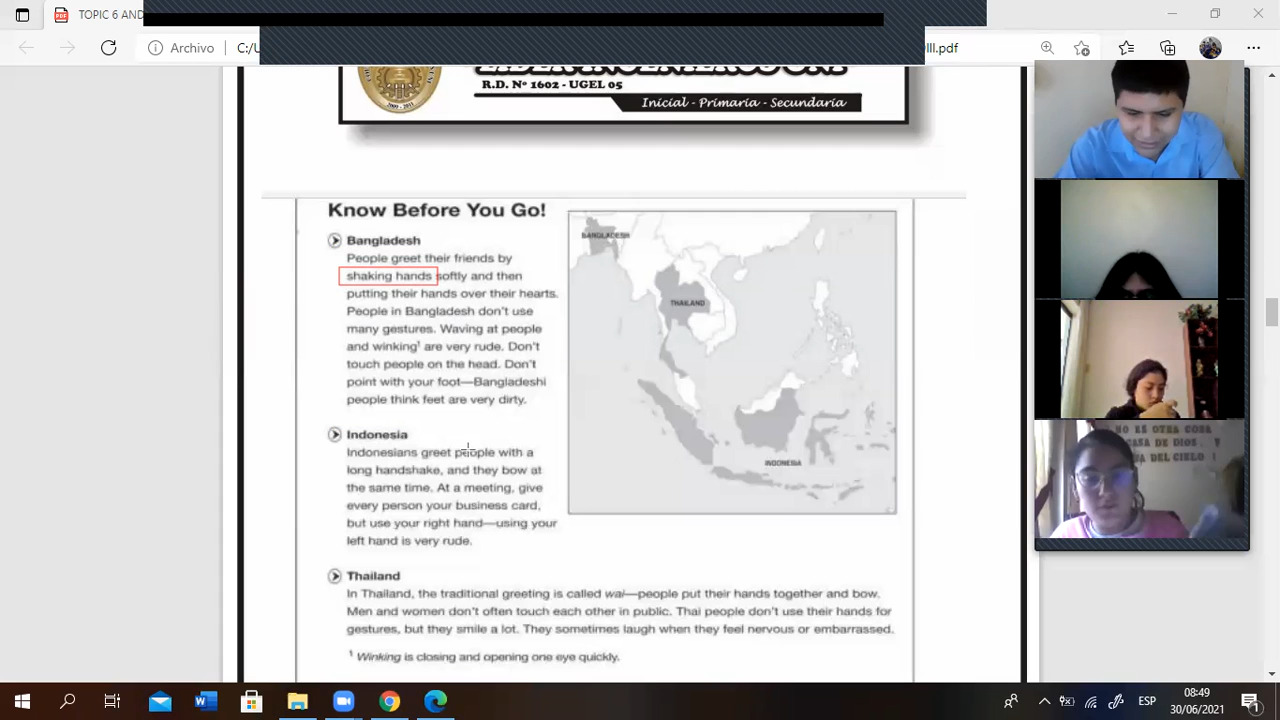 TOPIC 6 AND
Archivo
C:/U
III.pdf
R.D. Nº 1602 - UGEL 05
Inicial - Primaria - Secundaria
2009 - 2011
Know Before You Go!
Bangladesh
People greet their friends by
shaking hands softly and then
putting their hands over their hearts.
People in Bangladesh don't use
many gestures. Waving at people
and winking¹ are very rude. Don't
touch people on the head. Don't
point with your foot—Bangladeshi
people think feet are very dirty.
Indonesia
Indonesians greet people with a
long handshake, and they bow at
the same time. At a meeting, give
every person your business card,
but use your right hand—using your
left hand is very rude.
BANGLADESH
THAILAND
INDONESIA
Thailand
In Thailand, the traditional greeting is called wai—people put their hands together and bow.
Men and women don't often touch each other in public. Thai people don't use their hands for
gestures, but they smile a lot. They sometimes laugh when they feel nervous or embarrassed.
¹ Winking is closing and opening one eye quickly.
NO ES OTRA COSA
CASA DE DIOS Y
DEL CIELO
ESP
08:49
30/06/2021
1